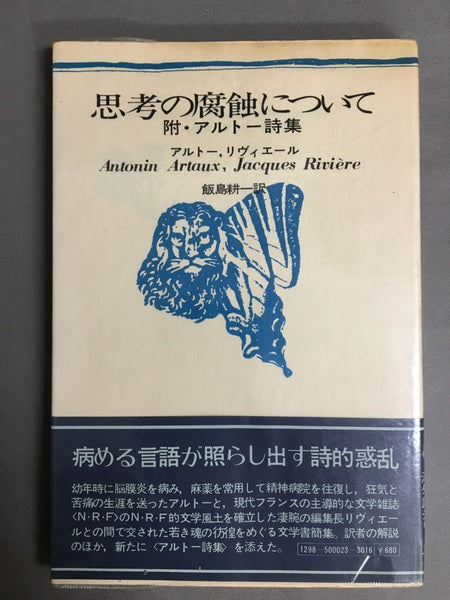 思考の腐蝕について
附・アルトー詩集
アルトー，リヴィエール
Antonin Artaux, Jacques Rivière
飯島耕一訳
病める言語が照らし出す詩的惑乱
幼年時に脳膜炎を病み，麻薬を常用して精神病院を往復し，狂気と
苦痛の生涯を送ったアルトーと，現代フランスの主導的な文学雑誌
〈N・R・F〉のN・R・F的文学風土を確立した凄腕の編集長リヴィエー
ルとの間で交された若き魂の彷徨をめぐる文学書簡集。訳者の解説
のほか，新たに〈アルトー詩集〉を添えた。
1298-500023-3016 ¥680